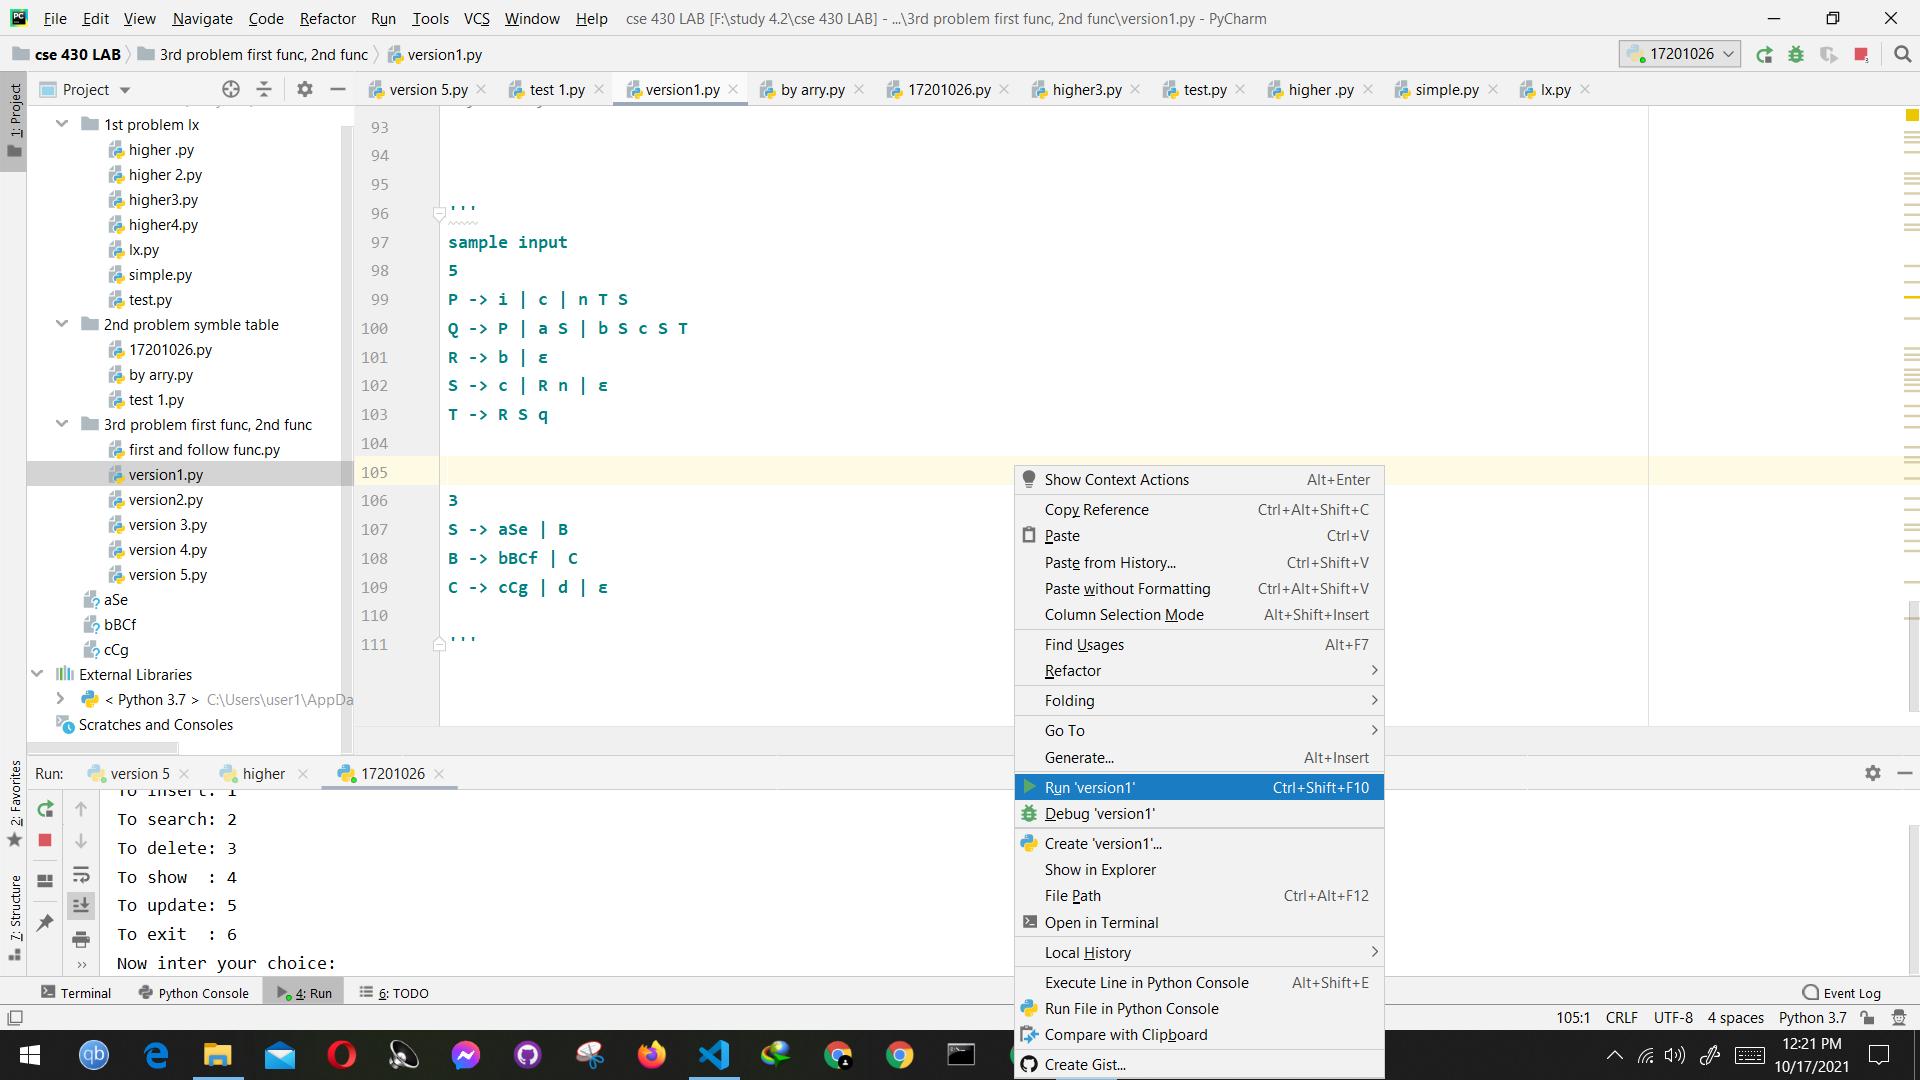 File Edit View Navigate Code Refactor Run Tools VCS Window Help cse 430 LAB [F:\study 4.2\cse 430 LAB] - ...\3rd problem first func, 2nd func\version1.py - PyCharm
cse 430 LAB 3rd problem first func, 2nd func version1.py 17201026
1: Project
Project
version 5.py test 1.py version1.py by arry.py 17201026.py higher3.py test.py higher .py simple.py lx.py
1st problem lx
higher .py
higher 2.py
higher3.py
higher4.py
lx.py
simple.py
test.py
2nd problem symble table
17201026.py
by arry.py
test 1.py
3rd problem first func, 2nd func
first and follow func.py
version1.py
version2.py
version 3.py
version 4.py
version 5.py
aSe
bBCf
cCg
External Libraries
< Python 3.7 > C:\Users\user1\AppDa
Scratches and Consoles
93
94
95
96 '''
97 sample input
98 5
99 P -> i | c | n T S
100 Q -> P | a S | b S c S T
101 R -> b | ε
102 S -> c | R n | ε
103 T -> R S q
104
105
106 3
107 S -> aSe | B
108 B -> bBCf | C
109 C -> cCg | d | ε
110
111 '''
Show Context Actions Alt+Enter
Copy Reference Ctrl+Alt+Shift+C
Paste Ctrl+V
Paste from History... Ctrl+Shift+V
Paste without Formatting Ctrl+Alt+Shift+V
Column Selection Mode Alt+Shift+Insert
Find Usages Alt+F7
Refactor
Folding
Go To
Generate... Alt+Insert
Run 'version1' Ctrl+Shift+F10
Debug 'version1'
Create 'version1'...
Show in Explorer
File Path Ctrl+Alt+F12
Open in Terminal
Local History
Execute Line in Python Console Alt+Shift+E
Run File in Python Console
Compare with Clipboard
Create Gist...
2: Favorites
7: Structure
Run: version 5 higher 17201026
To insert: 1
To search: 2
To delete: 3
To show : 4
To update: 5
To exit : 6
Now inter your choice:
Terminal Python Console 4: Run 6: TODO Event Log
105:1 CRLF UTF-8 4 spaces Python 3.7
qb
12:21 PM
10/17/2021